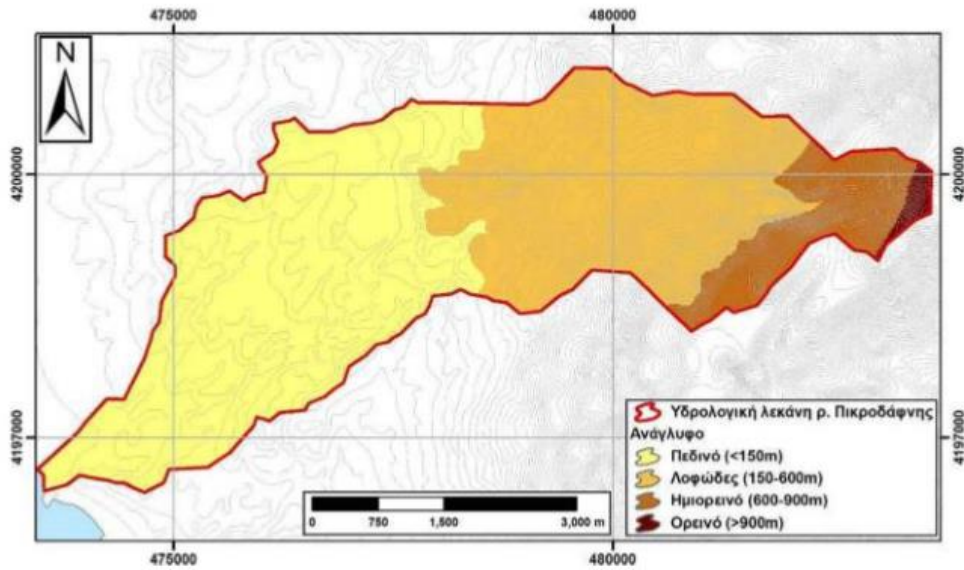 475000 480000
N
4200000 4200000
4197000 4197000
Υδρολογική λεκάνη ρ. Πικροδάφνης
Ανάγλυφο
Πεδινό (<150m)
Λοφώδες (150-600m)
Ημιορεινό (600-900m)
Ορεινό (>900m)
0 750 1,500 3,000 m
475000 480000